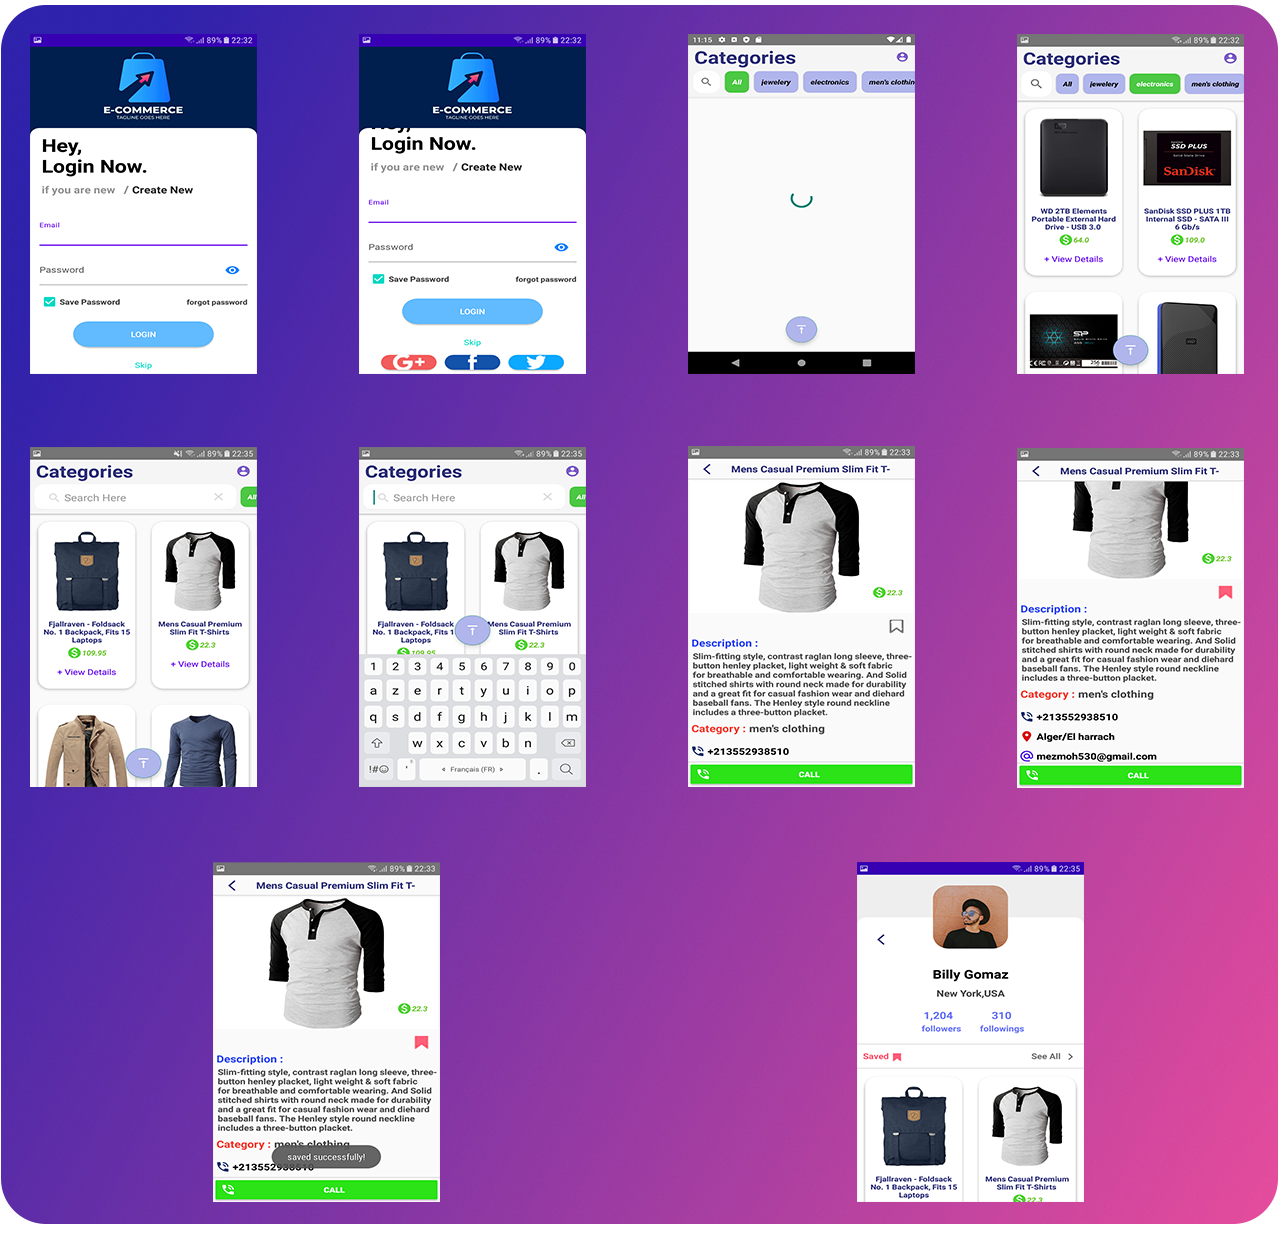 89% 22:32
E-COMMERCE
TAGLINE GOES HERE
Hey,
Login Now.
if you are new / Create New
Email
Password
Save Password
forgot password
LOGIN
Skip
89% 22:32
E-COMMERCE
TAGLINE GOES HERE
Hey,
Login Now.
if you are new / Create New
Email
Password
Save Password
forgot password
LOGIN
Skip
G+
f
11:15
Categories
All
jewelery
electronics
men's clothin
89% 22:32
Categories
All
jewelery
electronics
men's clothing
WD 2TB Elements
Portable External Hard
Drive - USB 3.0
$ 64.0
+ View Details
SSD PLUS
SanDisk
SanDisk SSD PLUS 1TB
Internal SSD - SATA III
6 Gb/s
$ 109.0
+ View Details
SP
256
89% 22:35
Categories
Search Here
All
Fjallraven - Foldsack
No. 1 Backpack, Fits 15
Laptops
$ 109.95
+ View Details
Mens Casual Premium
Slim Fit T-Shirts
$ 22.3
+ View Details
89% 22:35
Categories
Search Here
All
Fjallraven - Foldsack
No. 1 Backpack, Fits 1
Laptops
$ 109.95
Mens Casual Premium
Slim Fit T-Shirts
$ 22.3
1 2 3 4 5 6 7 8 9 0
a z e r t y u i o p
q s d f g h j k l m
w x c v b n
!#☺ ' Français (FR) .
89% 22:33
Mens Casual Premium Slim Fit T-
$ 22.3
Description :
Slim-fitting style, contrast raglan long sleeve, three-
button henley placket, light weight & soft fabric
for breathable and comfortable wearing. And Solid
stitched shirts with round neck made for durability
and a great fit for casual fashion wear and diehard
baseball fans. The Henley style round neckline
includes a three-button placket.
Category : men's clothing
+213552938510
CALL
89% 22:33
Mens Casual Premium Slim Fit T-
$ 22.3
Description :
Slim-fitting style, contrast raglan long sleeve, three-
button henley placket, light weight & soft fabric
for breathable and comfortable wearing. And Solid
stitched shirts with round neck made for durability
and a great fit for casual fashion wear and diehard
baseball fans. The Henley style round neckline
includes a three-button placket.
Category : men's clothing
+213552938510
Alger/El harrach
mezmoh530@gmail.com
CALL
89% 22:33
Mens Casual Premium Slim Fit T-
$ 22.3
Description :
Slim-fitting style, contrast raglan long sleeve, three-
button henley placket, light weight & soft fabric
for breathable and comfortable wearing. And Solid
stitched shirts with round neck made for durability
and a great fit for casual fashion wear and diehard
baseball fans. The Henley style round neckline
includes a three-button placket.
Category : men's clothing
saved successfully!
+213552938510
CALL
89% 22:35
Billy Gomaz
New York,USA
1,204
followers
310
followings
Saved
See All
Fjallraven - Foldsack
No. 1 Backpack, Fits 15
Laptops
Mens Casual Premium
Slim Fit T-Shirts
$ 22.3